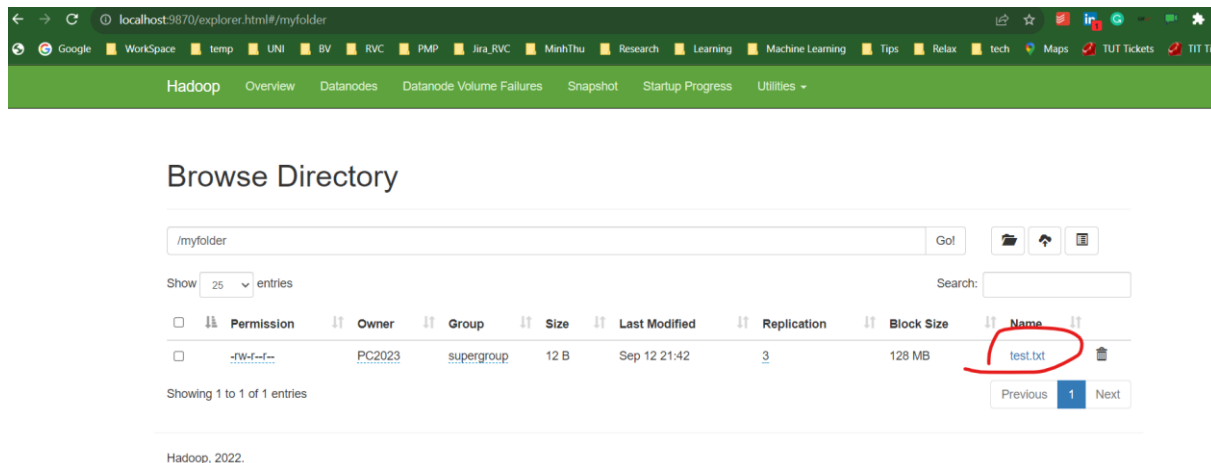 localhost:9870/explorer.html#/myfolder
Google WorkSpace temp UNI BV RVC PMP Jira_RVC MinhThu Research Learning Machine Learning Tips Relax tech Maps TUT Tickets TIT
Hadoop Overview Datanodes Datanode Volume Failures Snapshot Startup Progress Utilities
Browse Directory
/myfolder Go!
Show 25 entries Search:
Permission Owner Group Size Last Modified Replication Block Size Name
-rw-r--r-- PC2023 supergroup 12 B Sep 12 21:42 3 128 MB test.txt
Showing 1 to 1 of 1 entries Previous 1 Next
Hadoop, 2022.